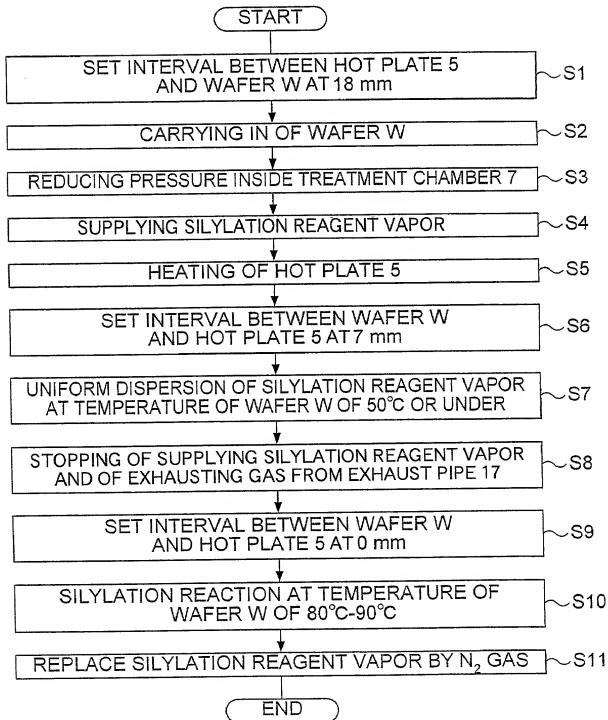 START
SET INTERVAL BETWEEN HOT PLATE 5
AND WAFER W AT 18 mm
S1
CARRYING IN OF WAFER W
S2
REDUCING PRESSURE INSIDE TREATMENT CHAMBER 7
S3
SUPPLYING SILYLATION REAGENT VAPOR
S4
HEATING OF HOT PLATE 5
S5
SET INTERVAL BETWEEN WAFER W
AND HOT PLATE 5 AT 7 mm
S6
UNIFORM DISPERSION OF SILYLATION REAGENT VAPOR
AT TEMPERATURE OF WAFER W OF 50°C OR UNDER
S7
STOPPING OF SUPPLYING SILYLATION REAGENT VAPOR
AND OF EXHAUSTING GAS FROM EXHAUST PIPE 17
S8
SET INTERVAL BETWEEN WAFER W
AND HOT PLATE 5 AT 0 mm
S9
SILYLATION REACTION AT TEMPERATURE OF
WAFER W OF 80°C-90°C
S10
REPLACE SILYLATION REAGENT VAPOR BY N₂ GAS
S11
END